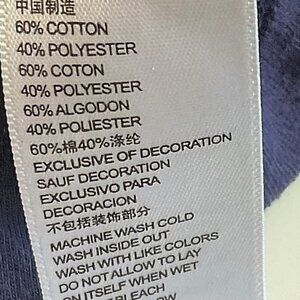 中国制造
60% COTTON
40% POLYESTER
60% COTON
40% POLYESTER
60% ALGODON
40% POLIESTER
60%棉40%涤纶
EXCLUSIVE OF DECORATION
SAUF DECORATION
EXCLUSIVO PARA
DECORACION
不包括装饰部分
MACHINE WASH COLD
WASH INSIDE OUT
WASH WITH LIKE COLORS
DO NOT ALLOW TO LAY
ON ITSELF WHEN WET
BLEACH